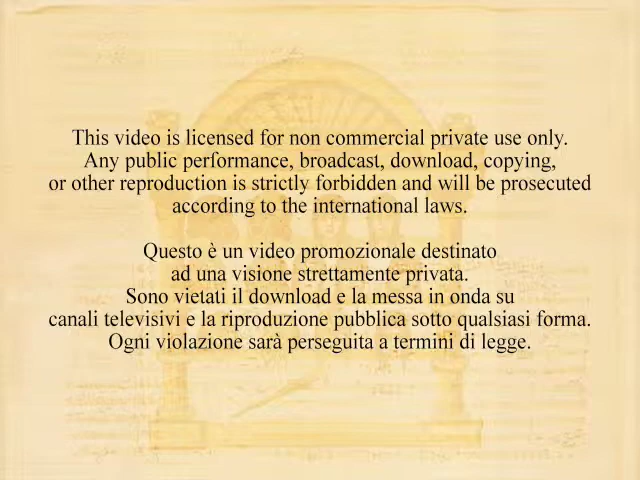 This video is licensed for non commercial private use only.
Any public performance, broadcast, download, copying,
or other reproduction is strictly forbidden and will be prosecuted
according to the international laws.
Questo è un video promozionale destinato
ad una visione strettamente privata.
Sono vietati il download e la messa in onda su
canali televisivi e la riproduzione pubblica sotto qualsiasi forma.
Ogni violazione sarà perseguita a termini di legge.